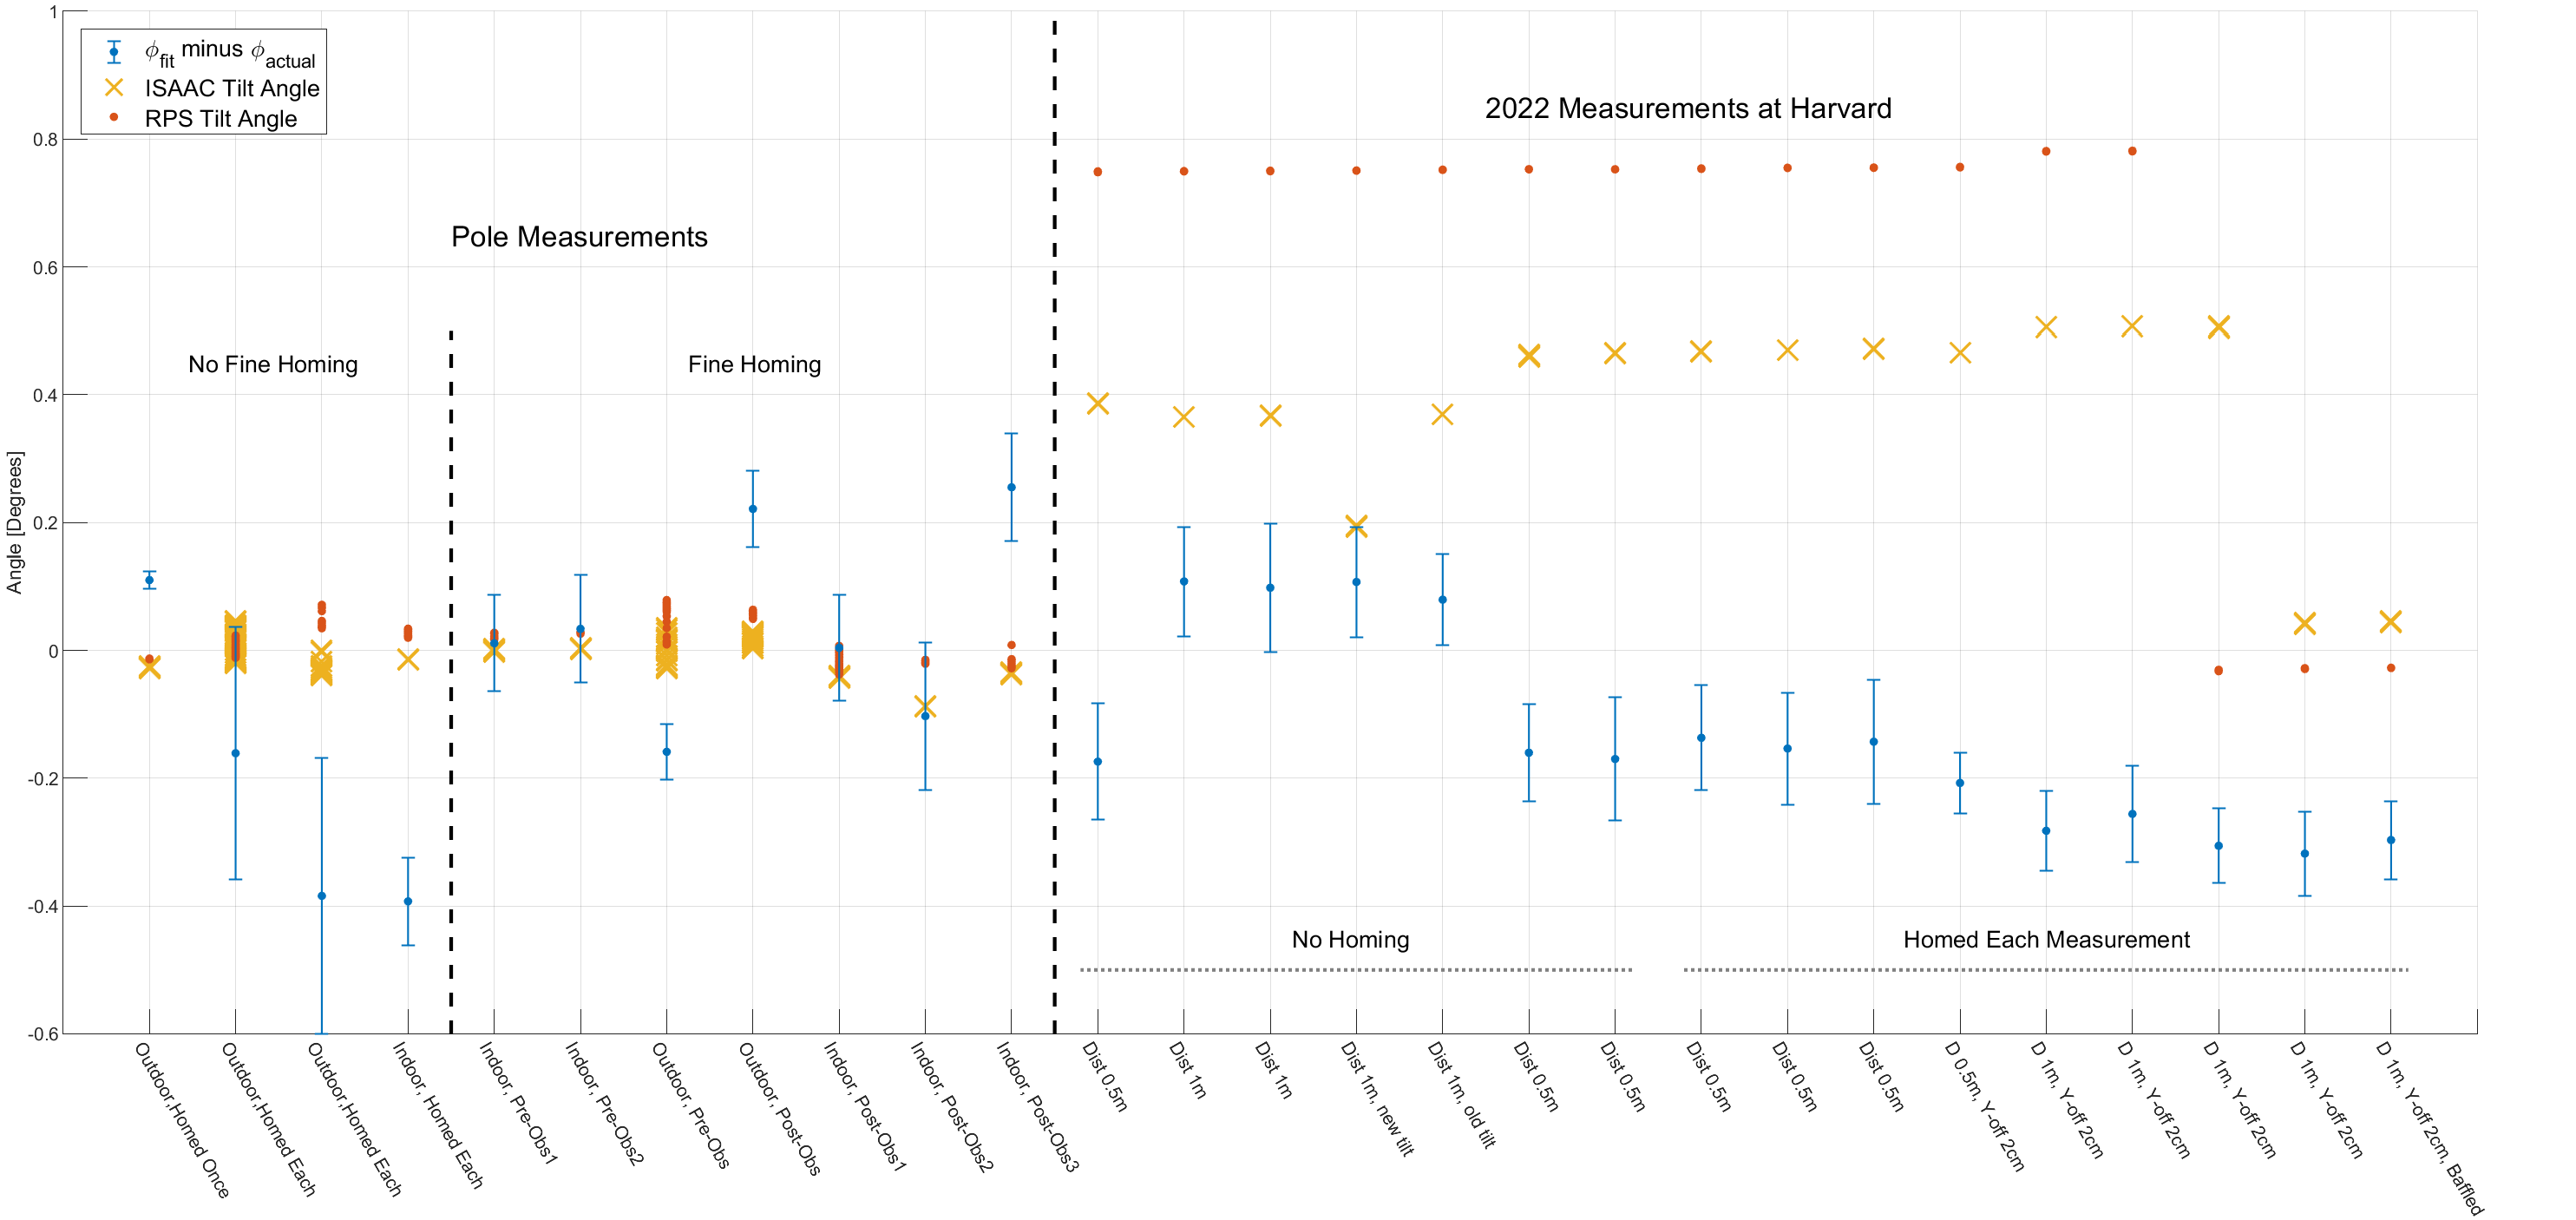 1
0.8
0.6
0.4
0.2
0
-0.2
-0.4
-0.6
Angle [Degrees]
ϕfit minus ϕactual
ISAAC Tilt Angle
RPS Tilt Angle
2022 Measurements at Harvard
Pole Measurements
No Fine Homing
Fine Homing
No Homing
Homed Each Measurement
Outdoor,Homed Once
Outdoor,Homed Each
Outdoor,Homed Each
Indoor, Homed Each
Indoor, Pre-Obs1
Indoor, Pre-Obs2
Outdoor, Pre-Obs
Outdoor, Post-Obs
Indoor, Post-Obs1
Indoor, Post-Obs2
Indoor, Post-Obs3
Dist 0.5m
Dist 1m
Dist 1m
Dist 1m, new tilt
Dist 1m, old tilt
Dist 0.5m
Dist 0.5m
Dist 0.5m
Dist 0.5m
Dist 0.5m
D 0.5m, Y-off 2cm
D 1m, Y-off 2cm
D 1m, Y-off 2cm
D 1m, Y-off 2cm
D 1m, Y-off 2cm
D 1m, Y-off 2cm, Baffled